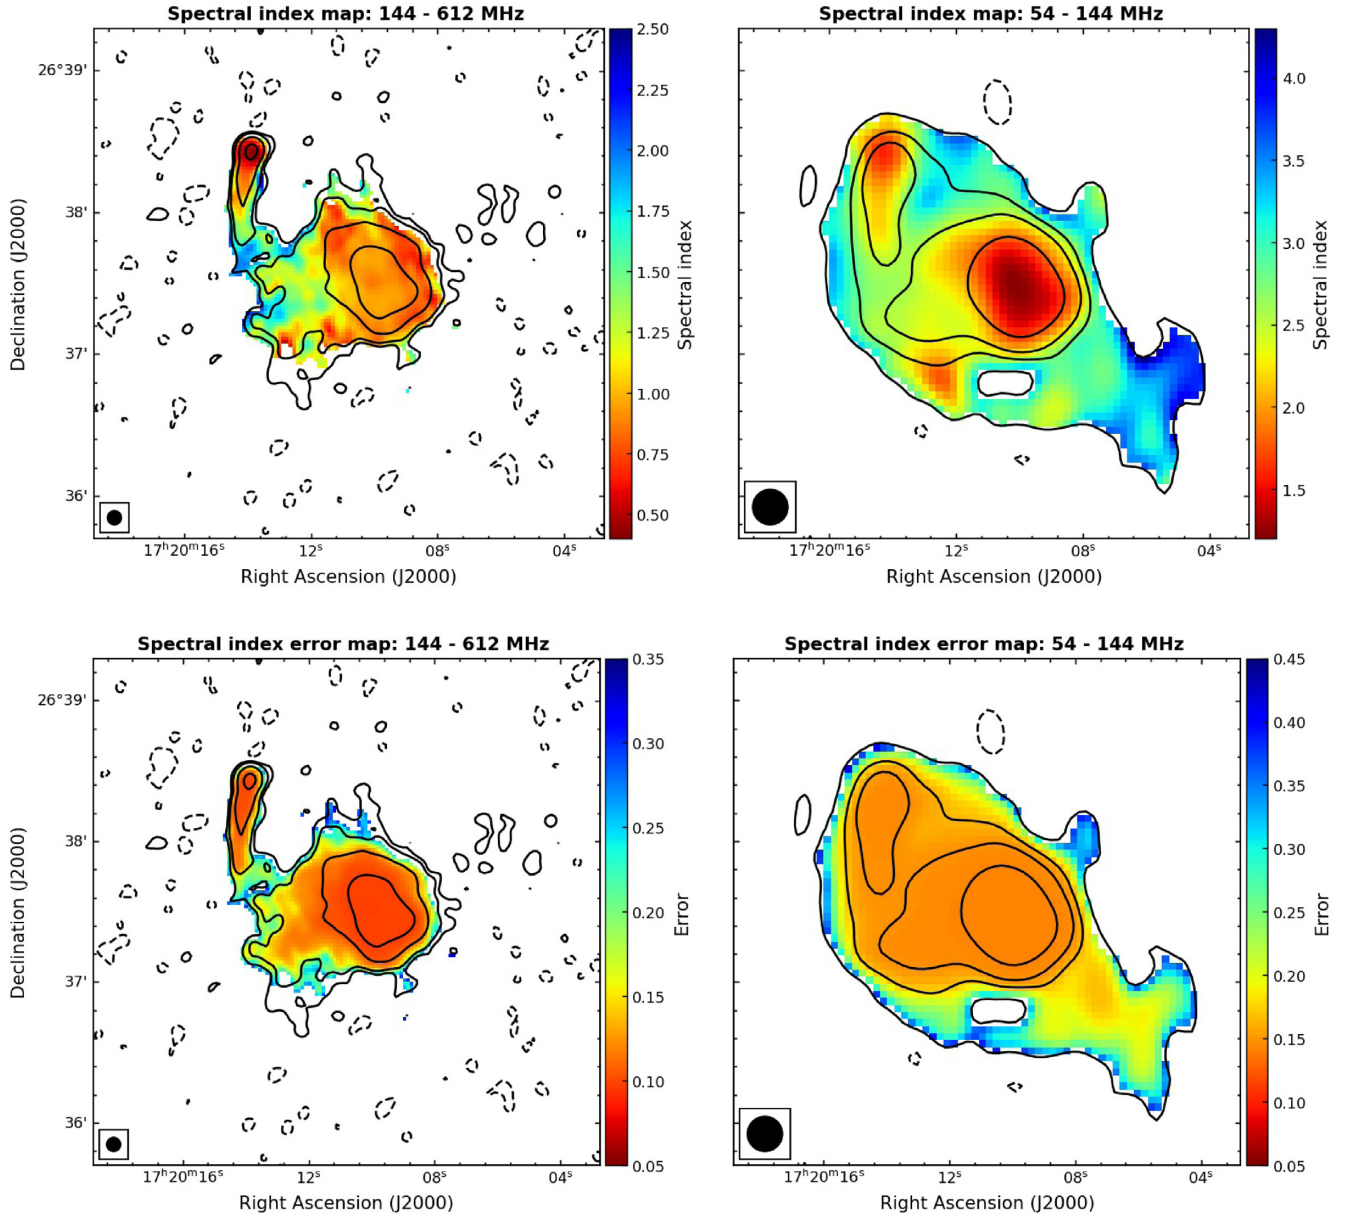 Spectral index map: 144 - 612 MHz
26°39'
38'
37'
36'
Declination (J2000)
17ʰ20ᵐ16ˢ 12ˢ 08ˢ 04ˢ
Right Ascension (J2000)
2.50
2.25
2.00
1.75
1.50
1.25
1.00
0.75
0.50
Spectral index
Spectral index map: 54 - 144 MHz
17ʰ20ᵐ16ˢ 12ˢ 08ˢ 04ˢ
Right Ascension (J2000)
4.0
3.5
3.0
2.5
2.0
1.5
Spectral index
Spectral index error map: 144 - 612 MHz
26°39'
38'
37'
36'
Declination (J2000)
17ʰ20ᵐ16ˢ 12ˢ 08ˢ 04ˢ
Right Ascension (J2000)
0.35
0.30
0.25
0.20
0.15
0.10
0.05
Error
Spectral index error map: 54 - 144 MHz
17ʰ20ᵐ16ˢ 12ˢ 08ˢ 04ˢ
Right Ascension (J2000)
0.45
0.40
0.35
0.30
0.25
0.20
0.15
0.10
0.05
Error